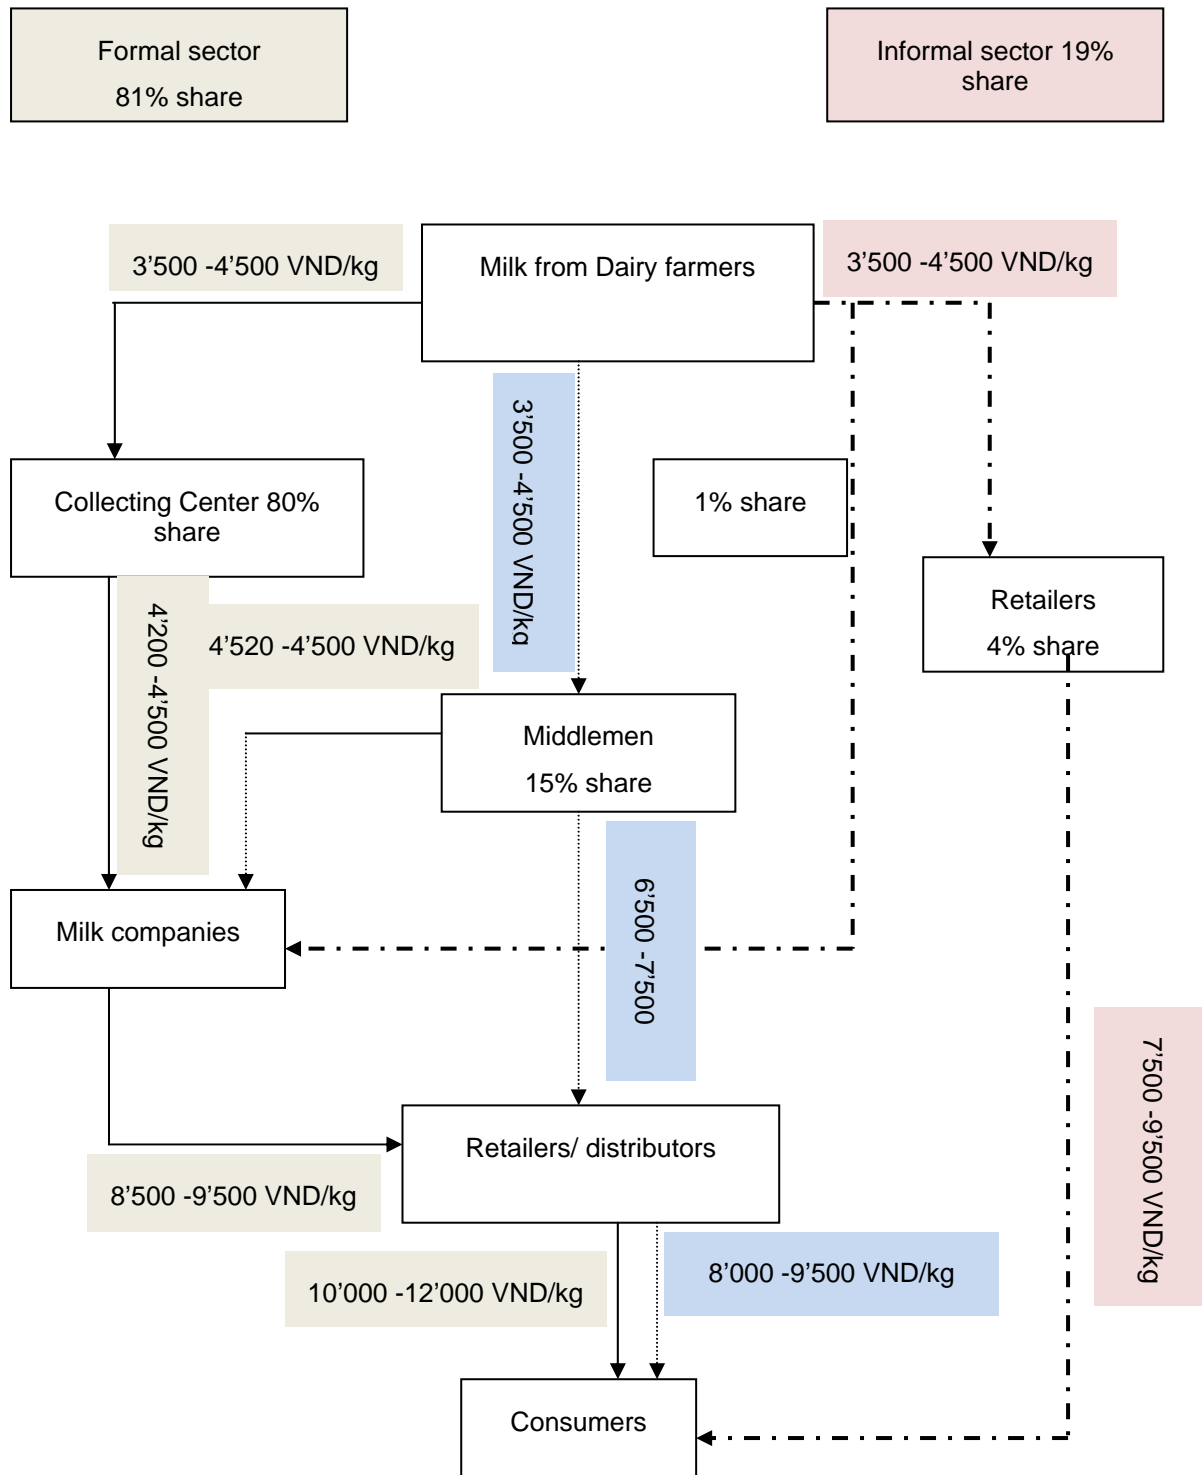 Formal sector
81% share
Informal sector 19%
share
3’500 -4’500 VND/kg
Milk from Dairy farmers
3’500 -4’500 VND/kg
3’500 -4’500 VND/kg
Collecting Center 80%
share
1% share
Retailers
4% share
4’200 -4’500 VND/kg
4’520 -4’500 VND/kg
Middlemen
15% share
Milk companies
6’500 -7’500
Retailers/ distributors
8’500 -9’500 VND/kg
7’500 -9’500 VND/kg
10’000 -12’000 VND/kg
8’000 -9’500 VND/kg
Consumers